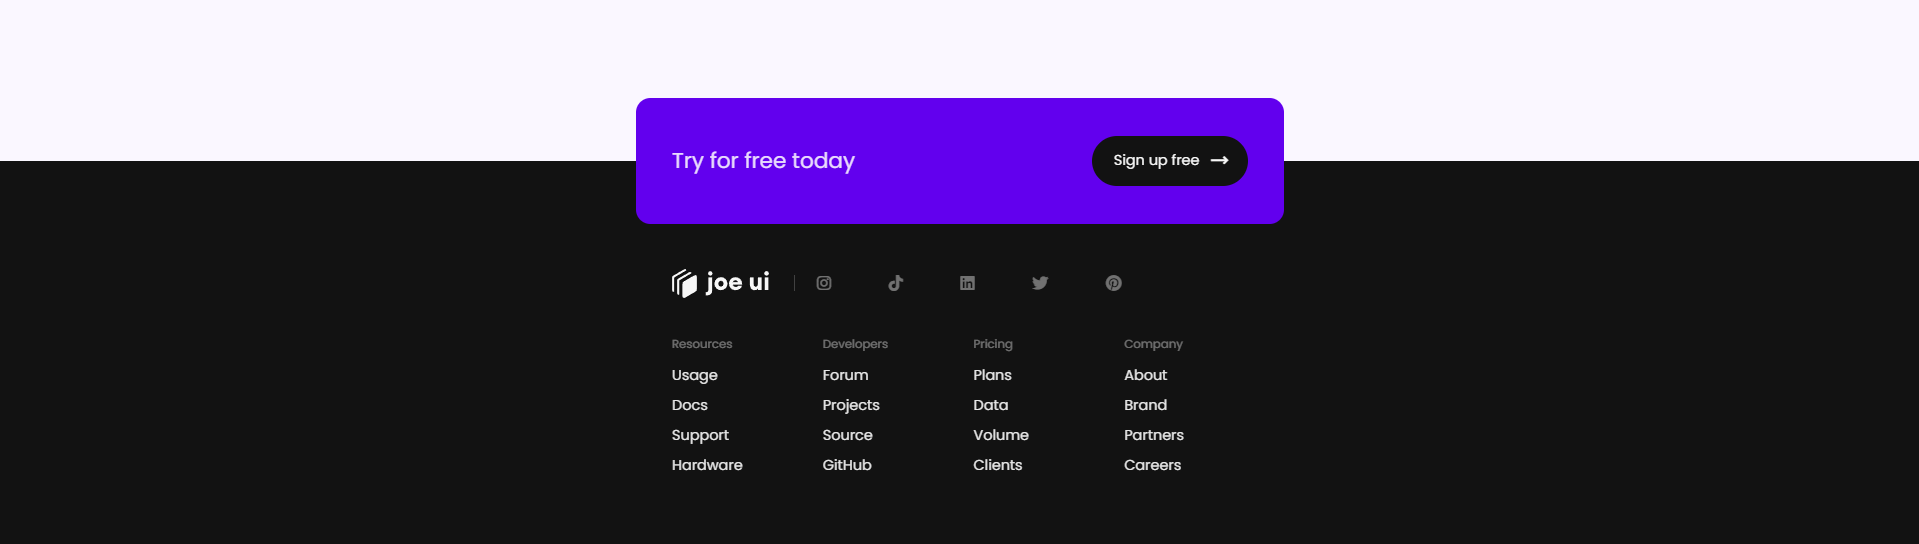 Try for free today
Sign up free
joe ui
Resources Developers Pricing Company
Usage Forum Plans About
Docs Projects Data Brand
Support Source Volume Partners
Hardware GitHub Clients Careers